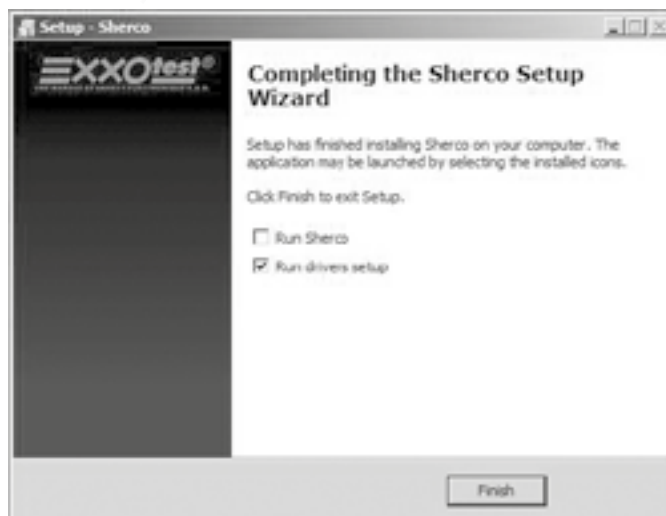 Setup - Sherco
EXXOtest®
Completing the Sherco Setup
Wizard
Setup has finished installing Sherco on your computer. The
application may be launched by selecting the installed icons.
Click Finish to exit Setup.
Run Sherco
Run drivers setup
Finish